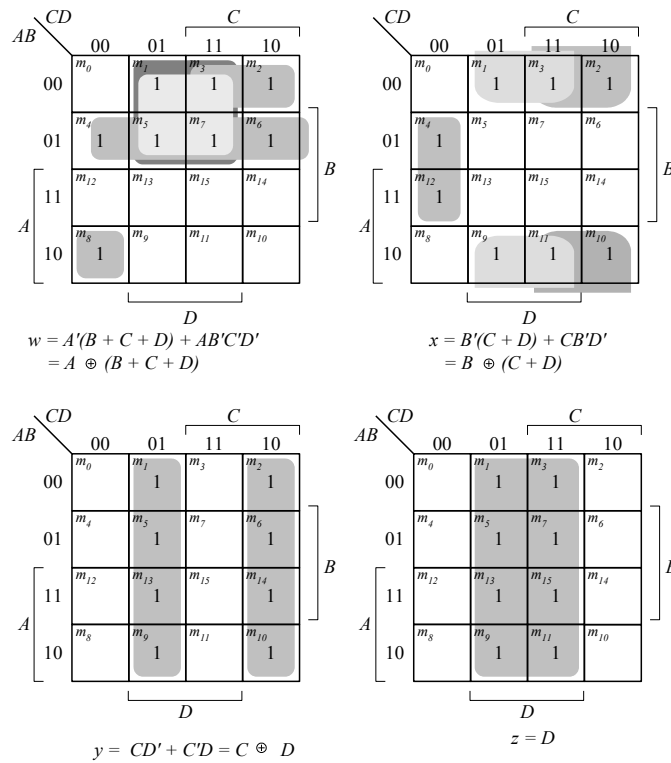 CD C CD C
AB 00 01 11 10 AB 00 01 11 10
m0 m1 m3 m2 m0 m1 m3 m2
00 1 1 1 00 1 1 1
m4 m5 m7 m6 m4 m5 m7 m6
01 1 1 1 1 01 1
B B
m12 m13 m15 m14 m12 m13 m15 m14
11 11 1
A A
m8 m9 m11 m10 m8 m9 m11 m10
10 1 10 1 1 1
D D
w = A'(B + C + D) + AB'C'D' x = B'(C + D) + CB'D'
= A ⊕ (B + C + D) = B ⊕ (C + D)
CD C CD C
AB 00 01 11 10 AB 00 01 11 10
m0 m1 m3 m2 m0 m1 m3 m2
00 1 1 00 1 1
m4 m5 m7 m6 m4 m5 m7 m6
01 1 1 01 1 1
B
m12 m13 m15 m14 m12 m13 m15 m14
11 1 1 11 1 1
A A
m8 m9 m11 m10 m8 m9 m11 m10
10 1 1 10 1 1
D D
y = CD' + C'D = C ⊕ D z = D